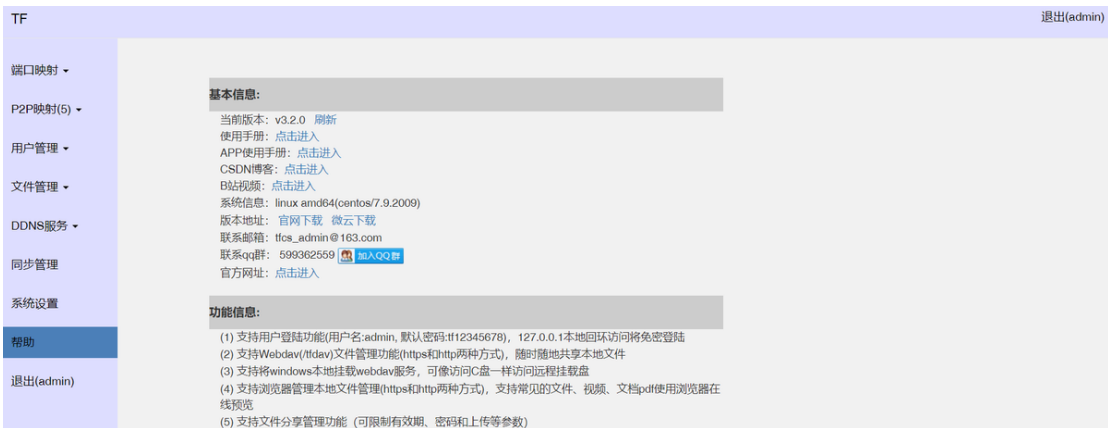 TF
退出(admin)
端口映射
P2P映射(5)
用户管理
文件管理
DDNS服务
同步管理
系统设置
帮助
退出(admin)
基本信息:
当前版本：v3.2.0 刷新
使用手册：点击进入
APP使用手册：点击进入
CSDN博客：点击进入
B站视频：点击进入
系统信息：linux amd64(centos/7.9.2009)
版本地址： 官网下载 微云下载
联系邮箱：tfcs_admin@163.com
联系qq群： 599362559 加入QQ群
官方网址：点击进入
功能信息:
(1) 支持用户登陆功能(用户名:admin, 默认密码:tf12345678)，127.0.0.1本地回环访问将免密登陆
(2) 支持Webdav(/tfdav)文件管理功能(https和http两种方式)，随时随地共享本地文件
(3) 支持将windows本地挂载webdav服务，可像访问C盘一样访问远程挂载盘
(4) 支持浏览器管理本地文件管理(https和http两种方式)，支持常见的文件、视频、文档pdf使用浏览器在
线预览
(5) 支持文件分享管理功能（可限制有效期、密码和上传等参数）